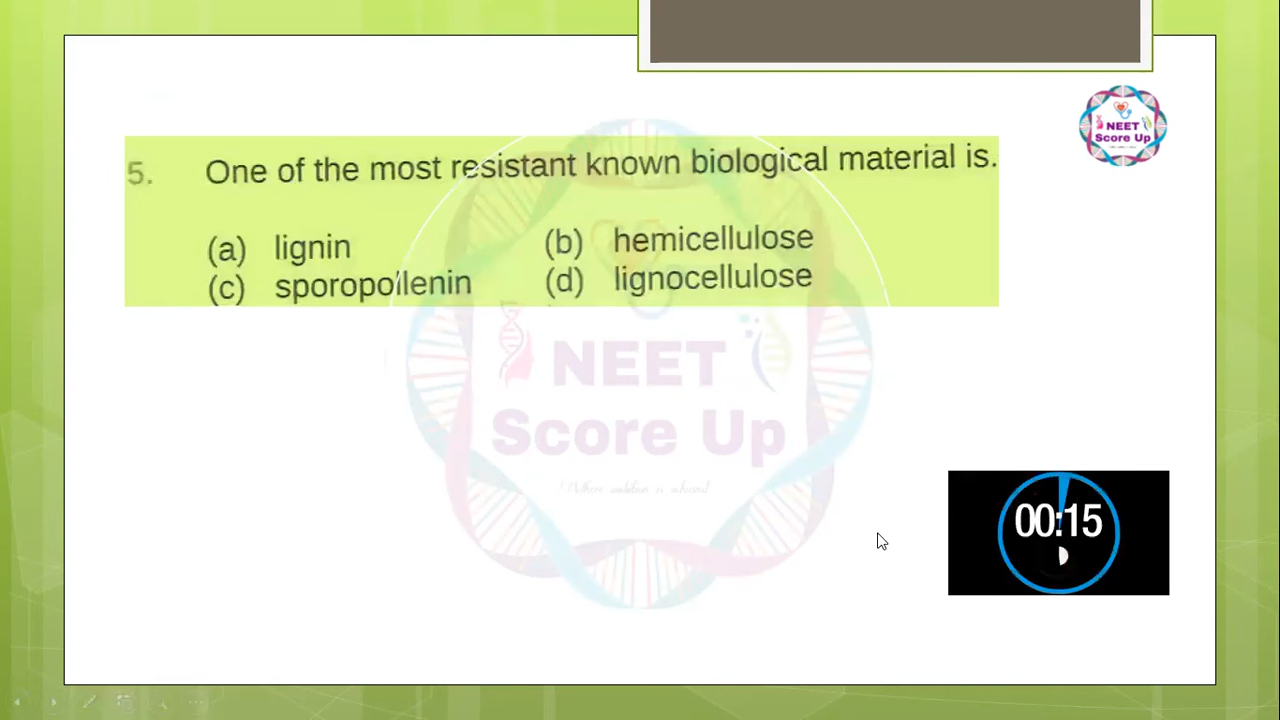 NEET
Score Up
5. One of the most resistant known biological material is.
(a) lignin (b) hemicellulose
(c) sporopollenin (d) lignocellulose
NEET
Score Up
00:15